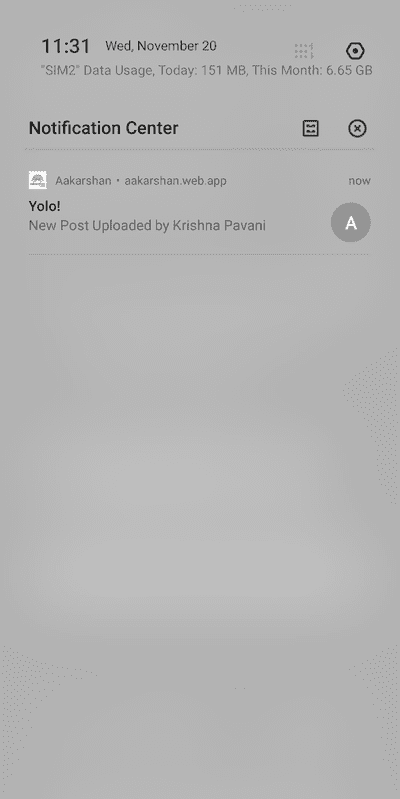 11:31 Wed, November 20
"SIM2" Data Usage, Today: 151 MB, This Month: 6.65 GB
Notification Center
Aakarshan • aakarshan.web.app now
Yolo!
New Post Uploaded by Krishna Pavani
A